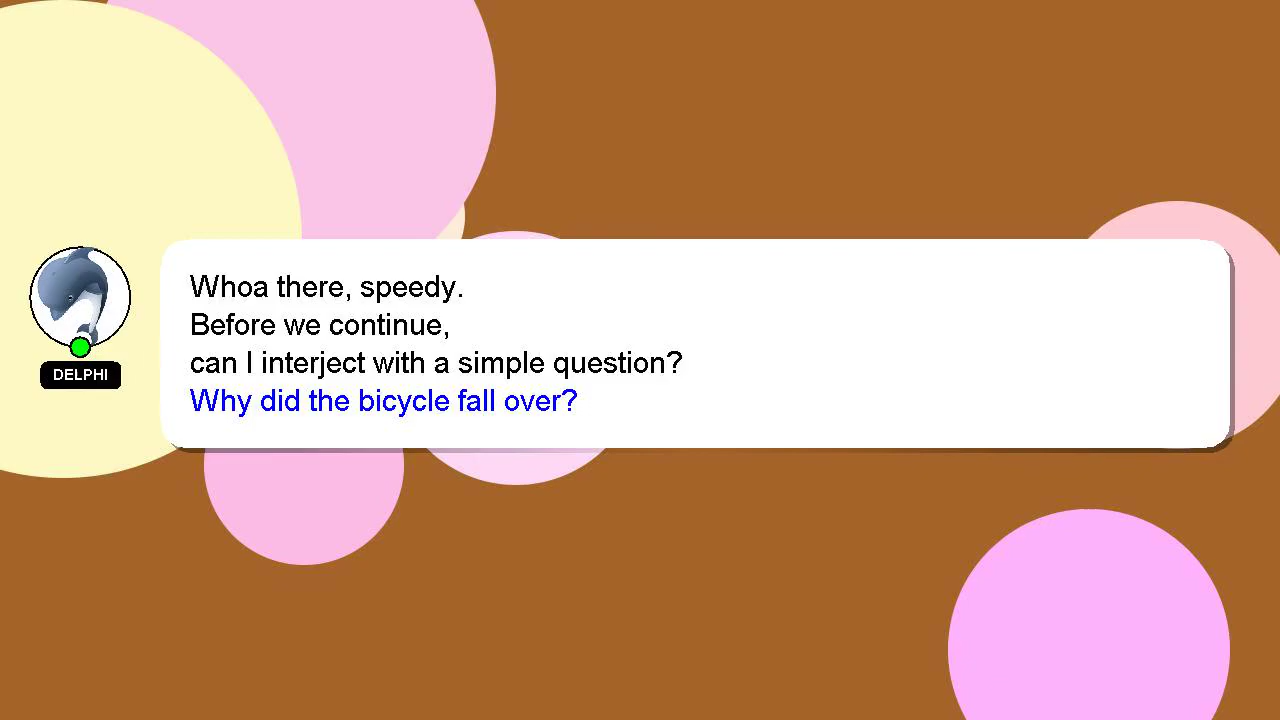 DELPHI
Whoa there, speedy.
Before we continue,
can I interject with a simple question?
Why did the bicycle fall over?